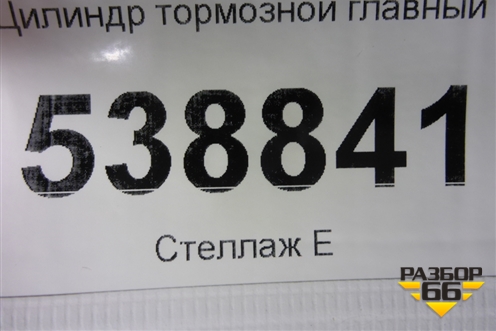 Цилиндр тормозной главный
538841
Стеллаж Е
РАЗБОР
66